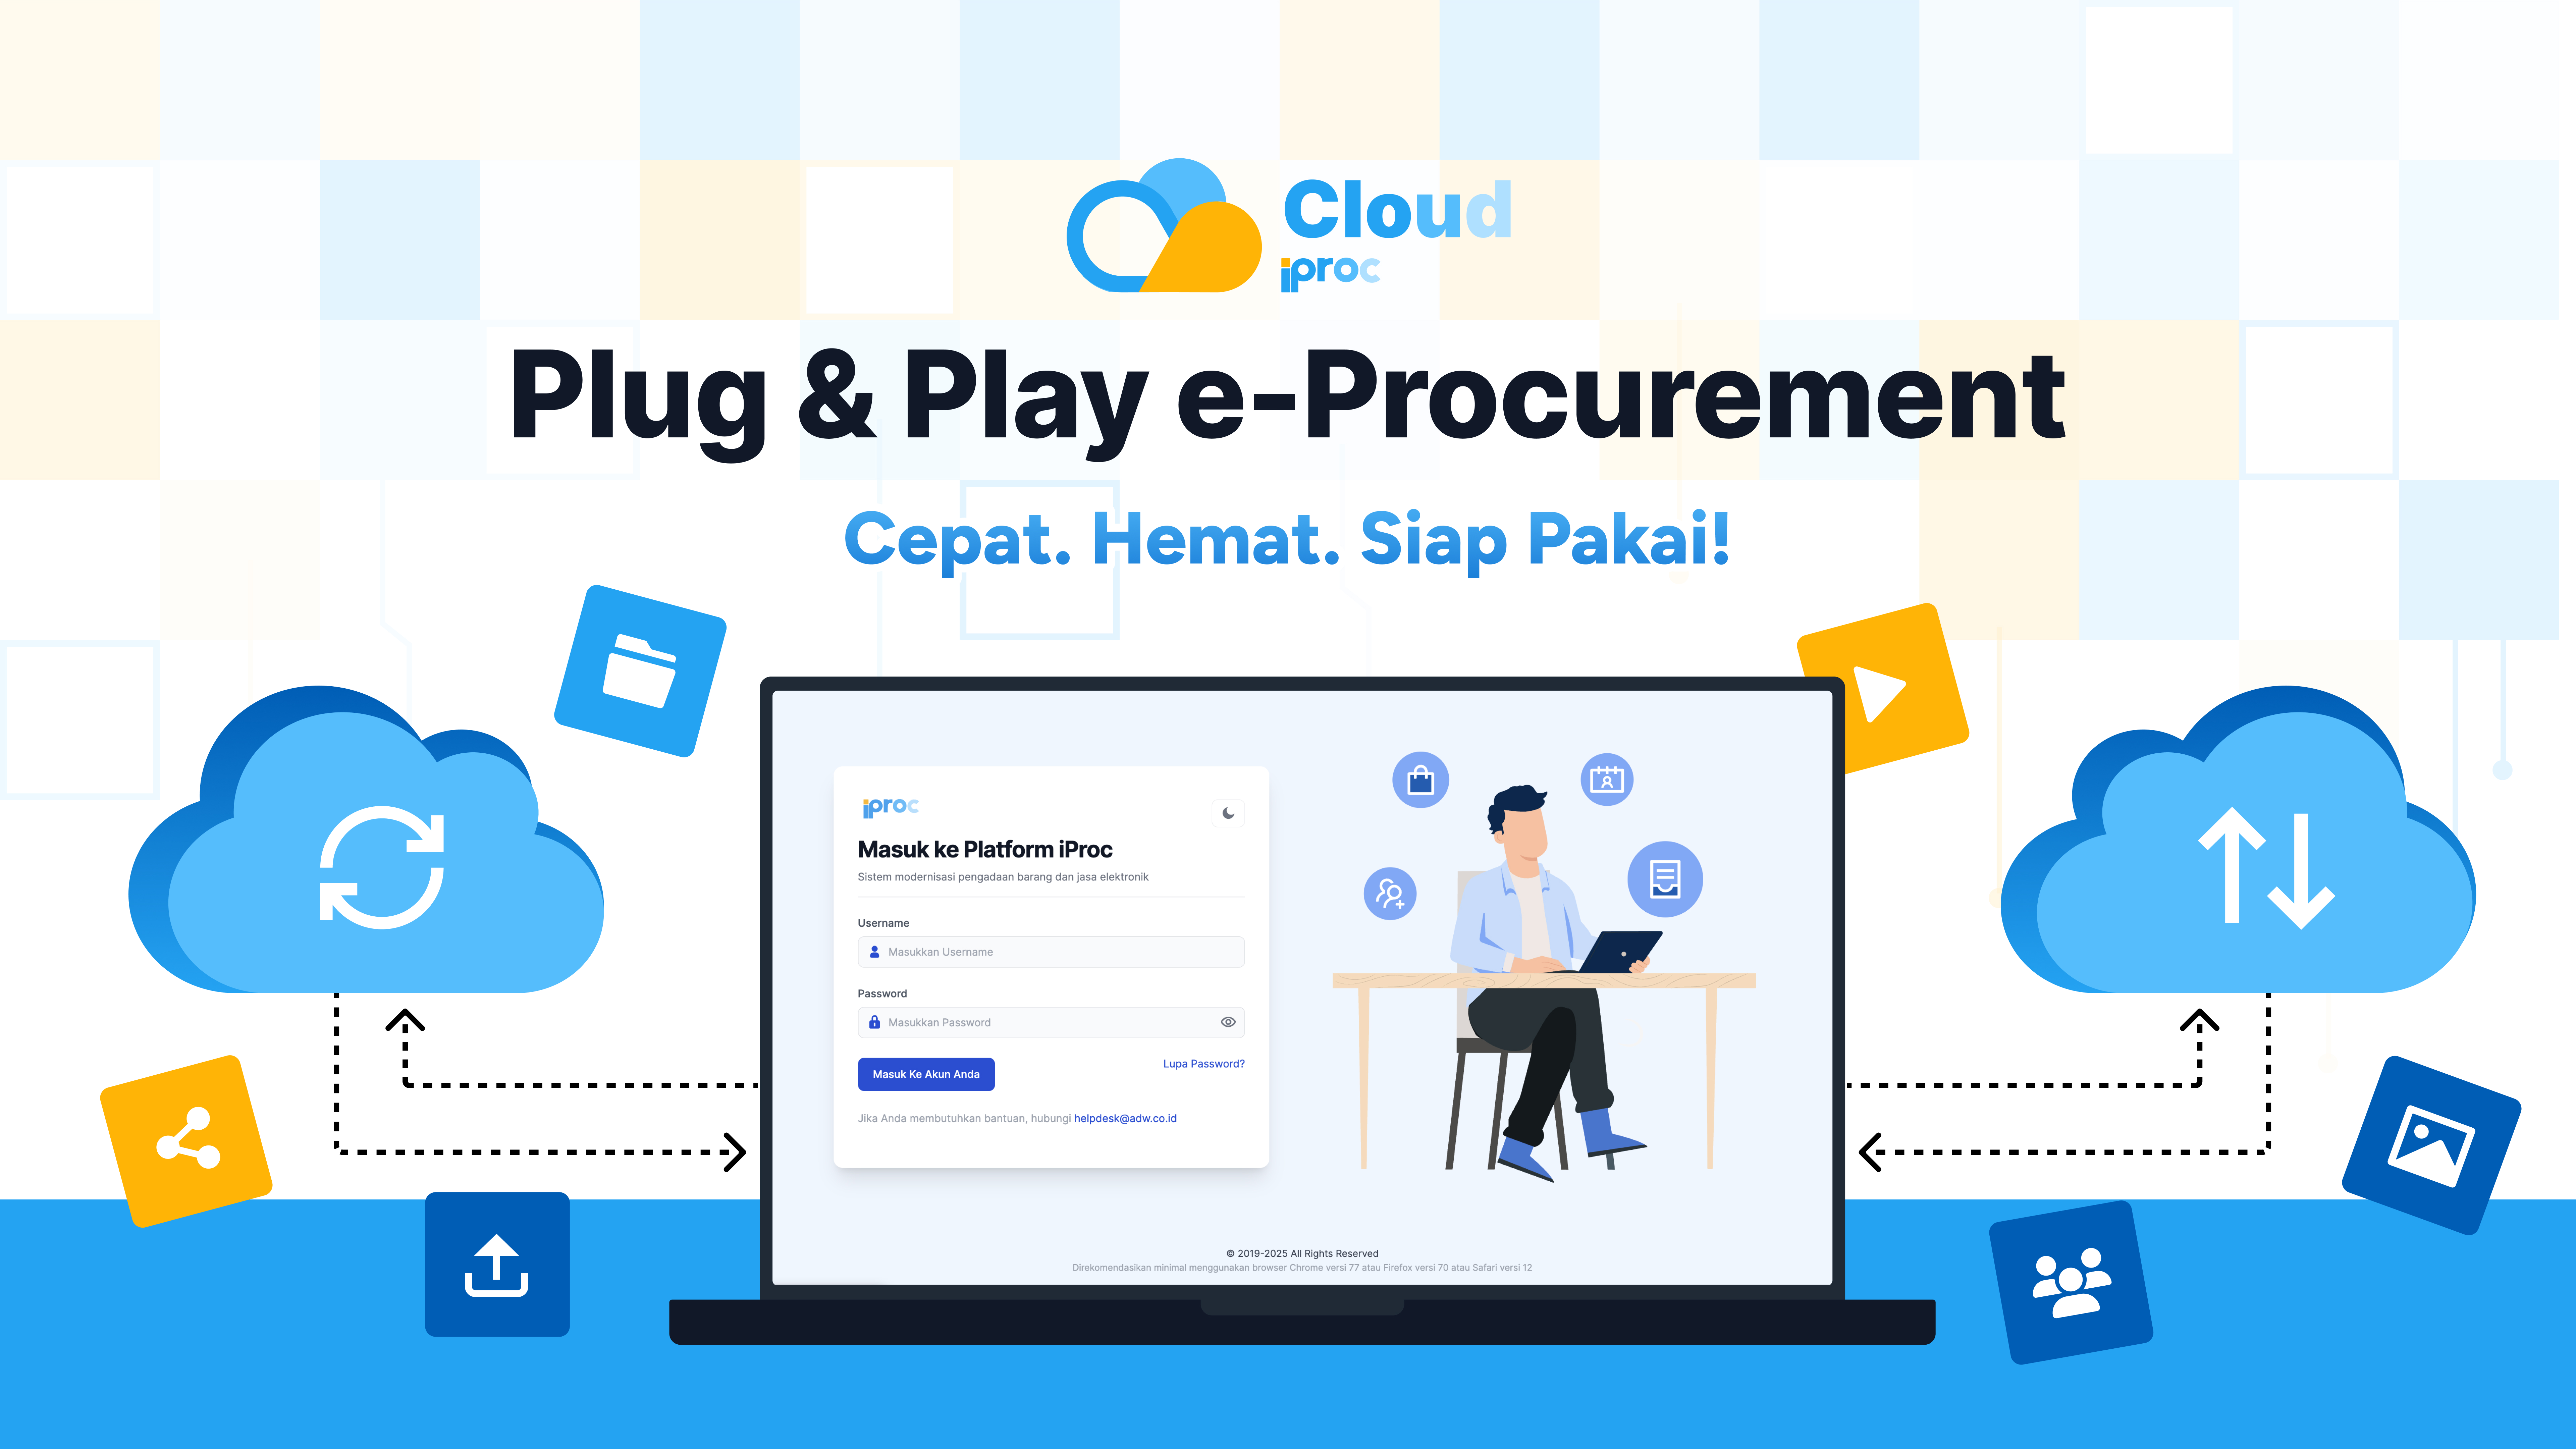 Cloud
iproc
Plug & Play e-Procurement
Cepat. Hemat. Siap Pakai!
iproc
Masuk ke Platform iProc
Sistem modernisasi pengadaan barang dan jasa elektronik
Username
Masukkan Username
Password
Masukkan Password
Masuk Ke Akun Anda
Lupa Password?
Jika Anda membutuhkan bantuan, hubungi helpdesk@adw.co.id
© 2019-2025 All Rights Reserved
Direkomendasikan minimal menggunakan browser Chrome versi 77 atau Firefox versi 70 atau Safari versi 12